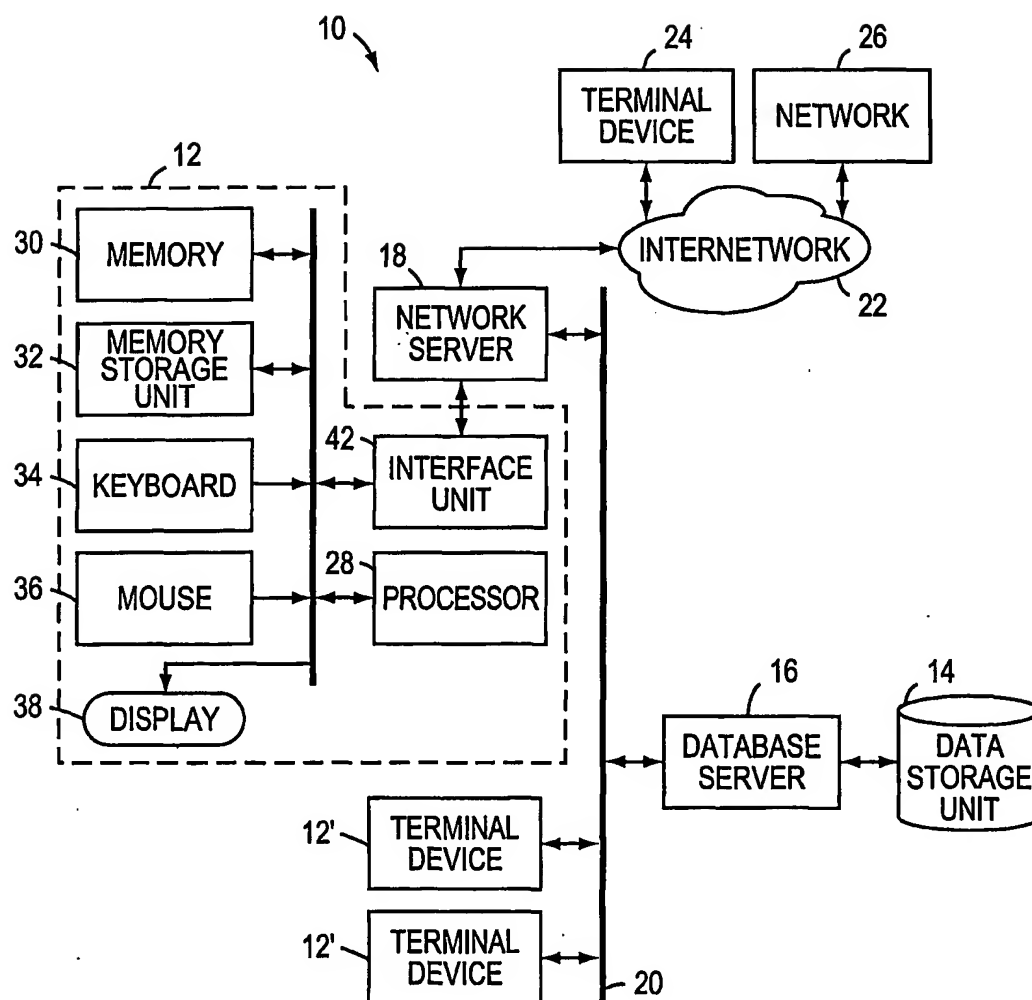 10
24
26
TERMINAL
DEVICE
NETWORK
12
30
MEMORY
INTERNETWORK
18
22
NETWORK
SERVER
32
MEMORY
STORAGE
UNIT
42
34
KEYBOARD
INTERFACE
UNIT
28
36
MOUSE
PROCESSOR
38
DISPLAY
16
14
DATABASE
SERVER
DATA
STORAGE
UNIT
12'
TERMINAL
DEVICE
12'
TERMINAL
DEVICE
20